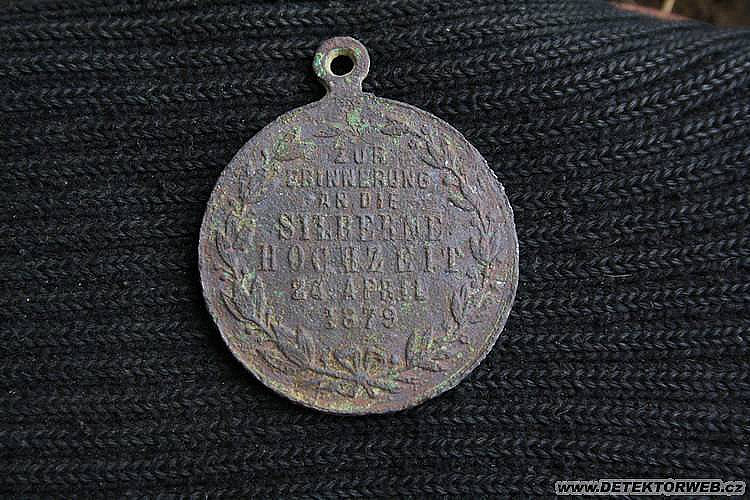 ZUR
ERINNERUNG
AN DIE
SILBERNE
HOCHZEIT
24. APRIL
1879
WWW.DETEKTORWEB.CZ